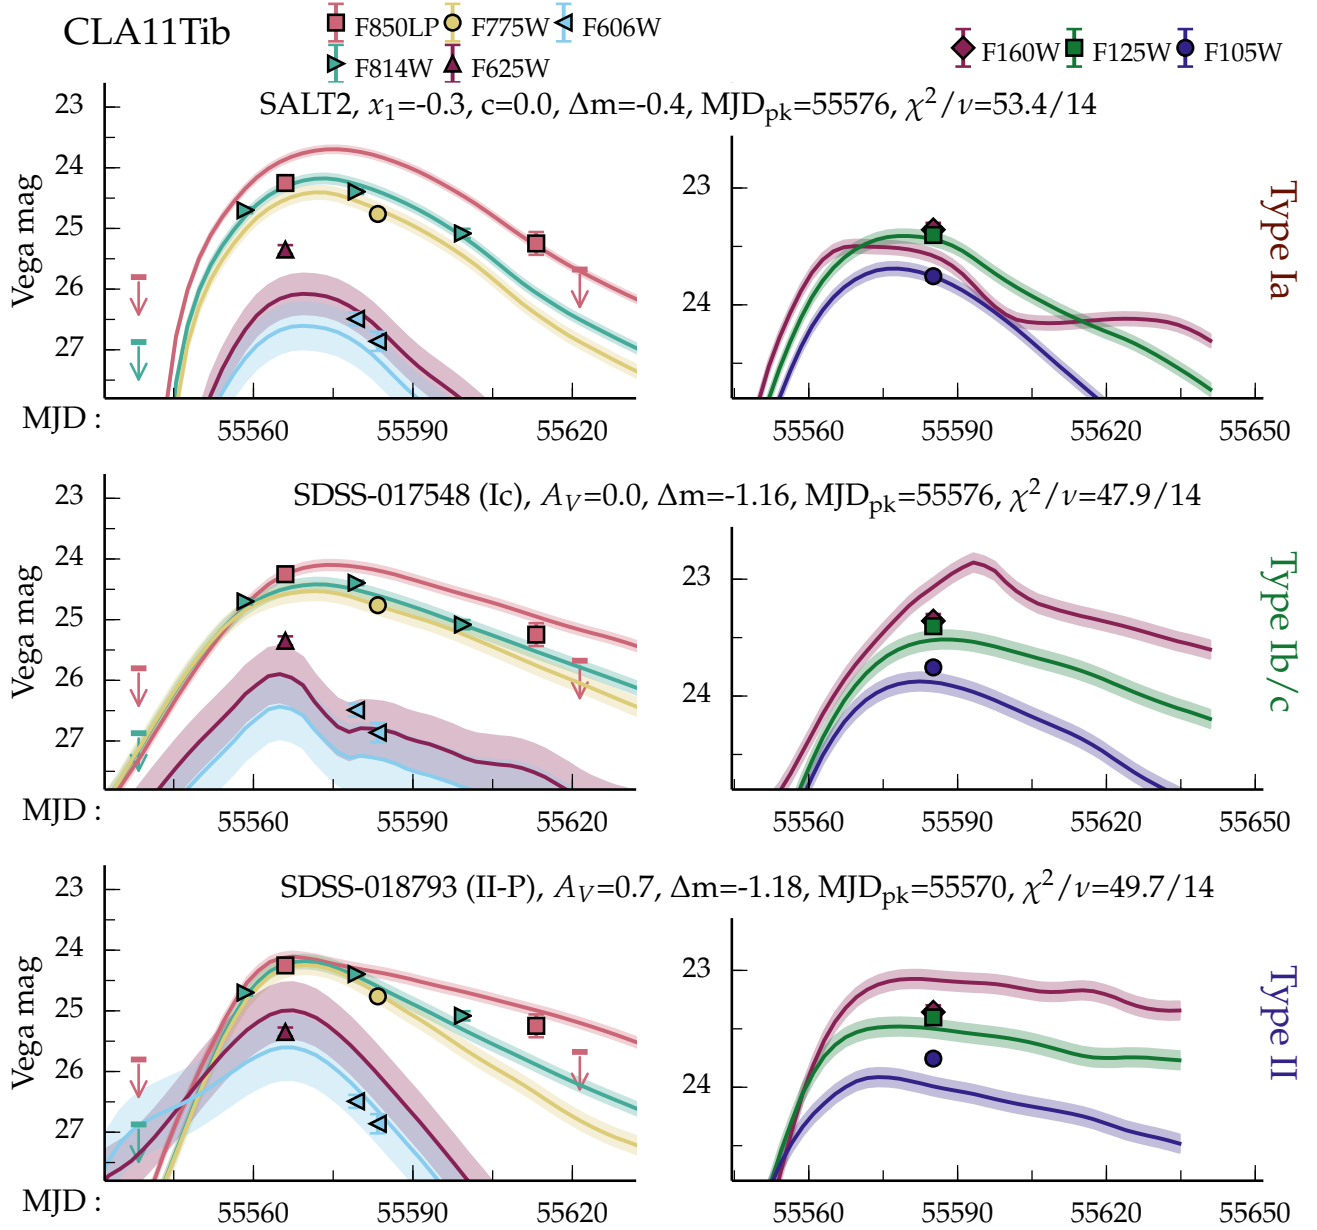 CLA11Tib
F850LP F775W F606W
F814W F625W
F160W F125W F105W
SALT2, x₁=-0.3, c=0.0, Δm=-0.4, MJDpk=55576, χ²/ν=53.4/14
23
24
25
26
27
Vega mag
23
24
Type Ia
MJD :
55560 55590 55620
55560 55590 55620 55650
SDSS-017548 (Ic), A_V=0.0, Δm=-1.16, MJDpk=55576, χ²/ν=47.9/14
23
24
25
26
27
Vega mag
23
24
Type Ib/c
MJD :
55560 55590 55620
55560 55590 55620 55650
SDSS-018793 (II-P), A_V=0.7, Δm=-1.18, MJDpk=55570, χ²/ν=49.7/14
23
24
25
26
27
Vega mag
23
24
Type II
MJD :
55560 55590 55620
55560 55590 55620 55650